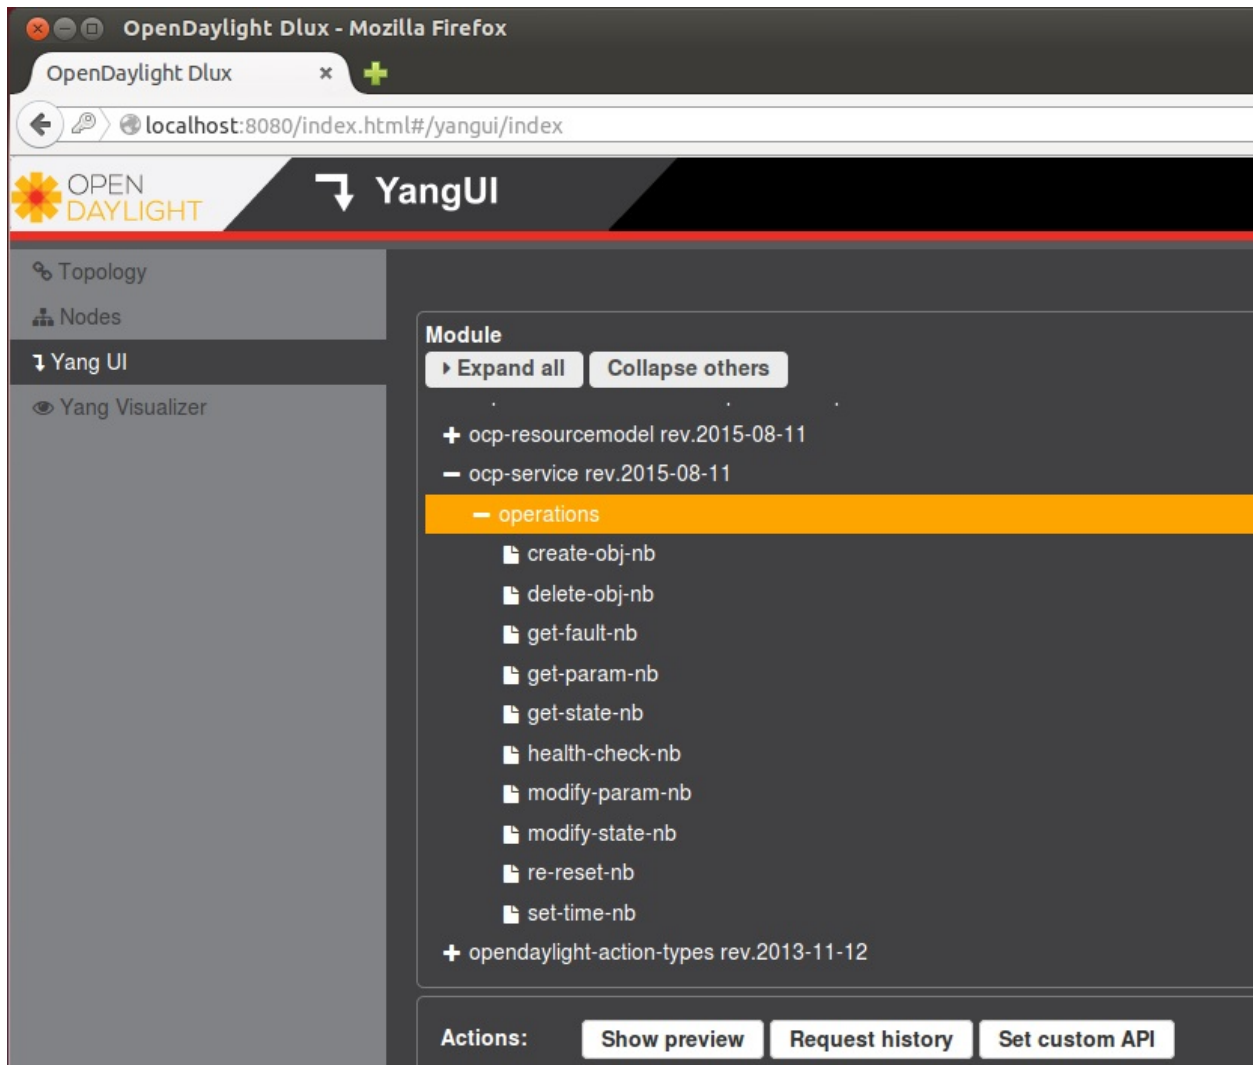 OpenDaylight Dlux - Mozilla Firefox
OpenDaylight Dlux
localhost:8080/index.html#/yangui/index
OPEN
DAYLIGHT
YangUI
Topology
Nodes
Yang UI
Yang Visualizer
Module
Expand all Collapse others
ocp-resourcemodel rev.2015-08-11
ocp-service rev.2015-08-11
operations
create-obj-nb
delete-obj-nb
get-fault-nb
get-param-nb
get-state-nb
health-check-nb
modify-param-nb
modify-state-nb
re-reset-nb
set-time-nb
opendaylight-action-types rev.2013-11-12
Actions: Show preview Request history Set custom API